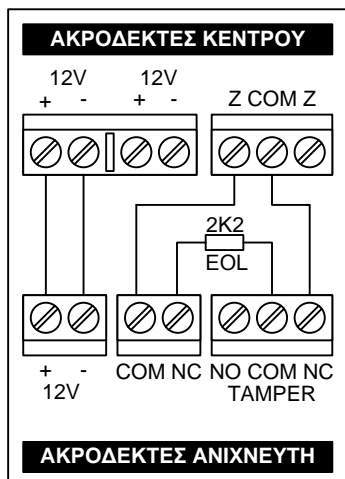 ΑΚΡΟΔΕΚΤΕΣ ΚΕΝΤΡΟΥ
12V 12V
+ - + - Z COM Z
2K2
EOL
+ - COM NC NO COM NC
12V TAMPER
ΑΚΡΟΔΕΚΤΕΣ ΑΝΙΧΝΕΥΤΗ